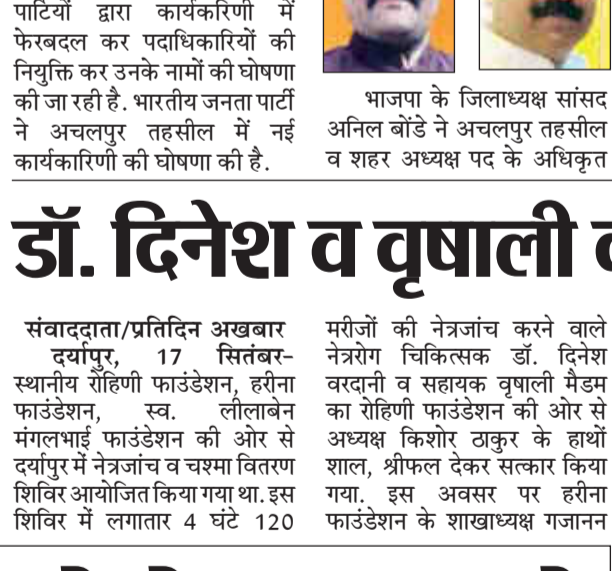 पाटियों द्वारा कार्यकरिणी में
फेरबदल कर पदाधिकारियों की
नियुक्ति कर उनके नामों की घोषणा
की जा रही है. भारतीय जनता पार्टी
ने अचलपुर तहसील में नई
कार्यकारिणी की घोषणा की है.
भाजपा के जिलाध्यक्ष सांसद
अनिल बोंडे ने अचलपुर तहसील
व शहर अध्यक्ष पद के अधिकृत
डॉ. दिनेश व वृषाली
संवाददाता/प्रतिदिन अखबार
दर्यापुर, 17 सितंबर–
स्थानीय रोहिणी फाउंडेशन, हरीना
फाउंडेशन, स्व. लीलाबेन
मंगलभाई फाउंडेशन की ओर से
दर्यापुर में नेत्रजांच व चश्मा वितरण
शिविर आयोजित किया गया था. इस
शिविर में लगातार 4 घंटे 120
मरीजों की नेत्रजांच करने वाले
नेत्ररोग चिकित्सक डॉ. दिनेश
वरदानी व सहायक वृषाली मैडम
का रोहिणी फाउंडेशन की ओर से
अध्यक्ष किशोर ठाकुर के हाथों
शाल, श्रीफल देकर सत्कार किया
गया. इस अवसर पर हरीना
फाउंडेशन के शाखाध्यक्ष गजानन